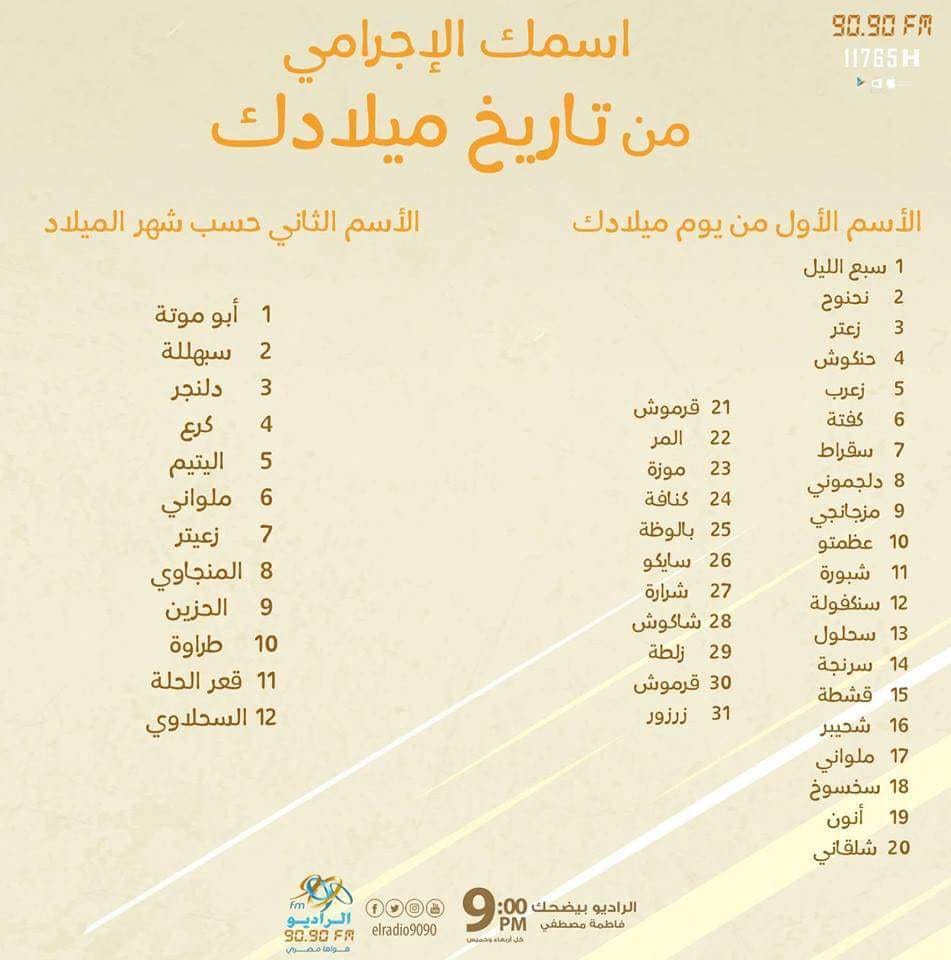 90.90 FM
11765H
اسمك الإجرامي
من تاريخ ميلادك
الأسم الأول من يوم ميلادك
1 سبع الليل
2 نحنوح
3 زعتر
4 حنكوش
5 زعرب
6 كفتة
7 سقراط
8 دلجموني
9 مزجانجي
10 عظمتو
11 شبورة
12 سنكفولة
13 سحلول
14 سرنجة
15 قشطة
16 شحيبر
17 ملواني
18 سخسوخ
19 أنون
20 شلقاني
21 قرموش
22 المر
23 موزة
24 كنافة
25 بالوظة
26 سايكو
27 شرارة
28 شاكوش
29 زلطة
30 قرموش
31 زرزور
الأسم الثاني حسب شهر الميلاد
1 أبو موتة
2 سبهللة
3 دلنجر
4 كرع
5 اليتيم
6 ملواني
7 زعيتر
8 المنجاوي
9 الحزين
10 طراوة
11 قعر الحلة
12 السحلاوي
الراديو بيضحك
فاطمة مصطفي
9:00 PM
كل أربعاء وخميس
elradio9090
fm
الراديو
90.90 FM
هواها مصري